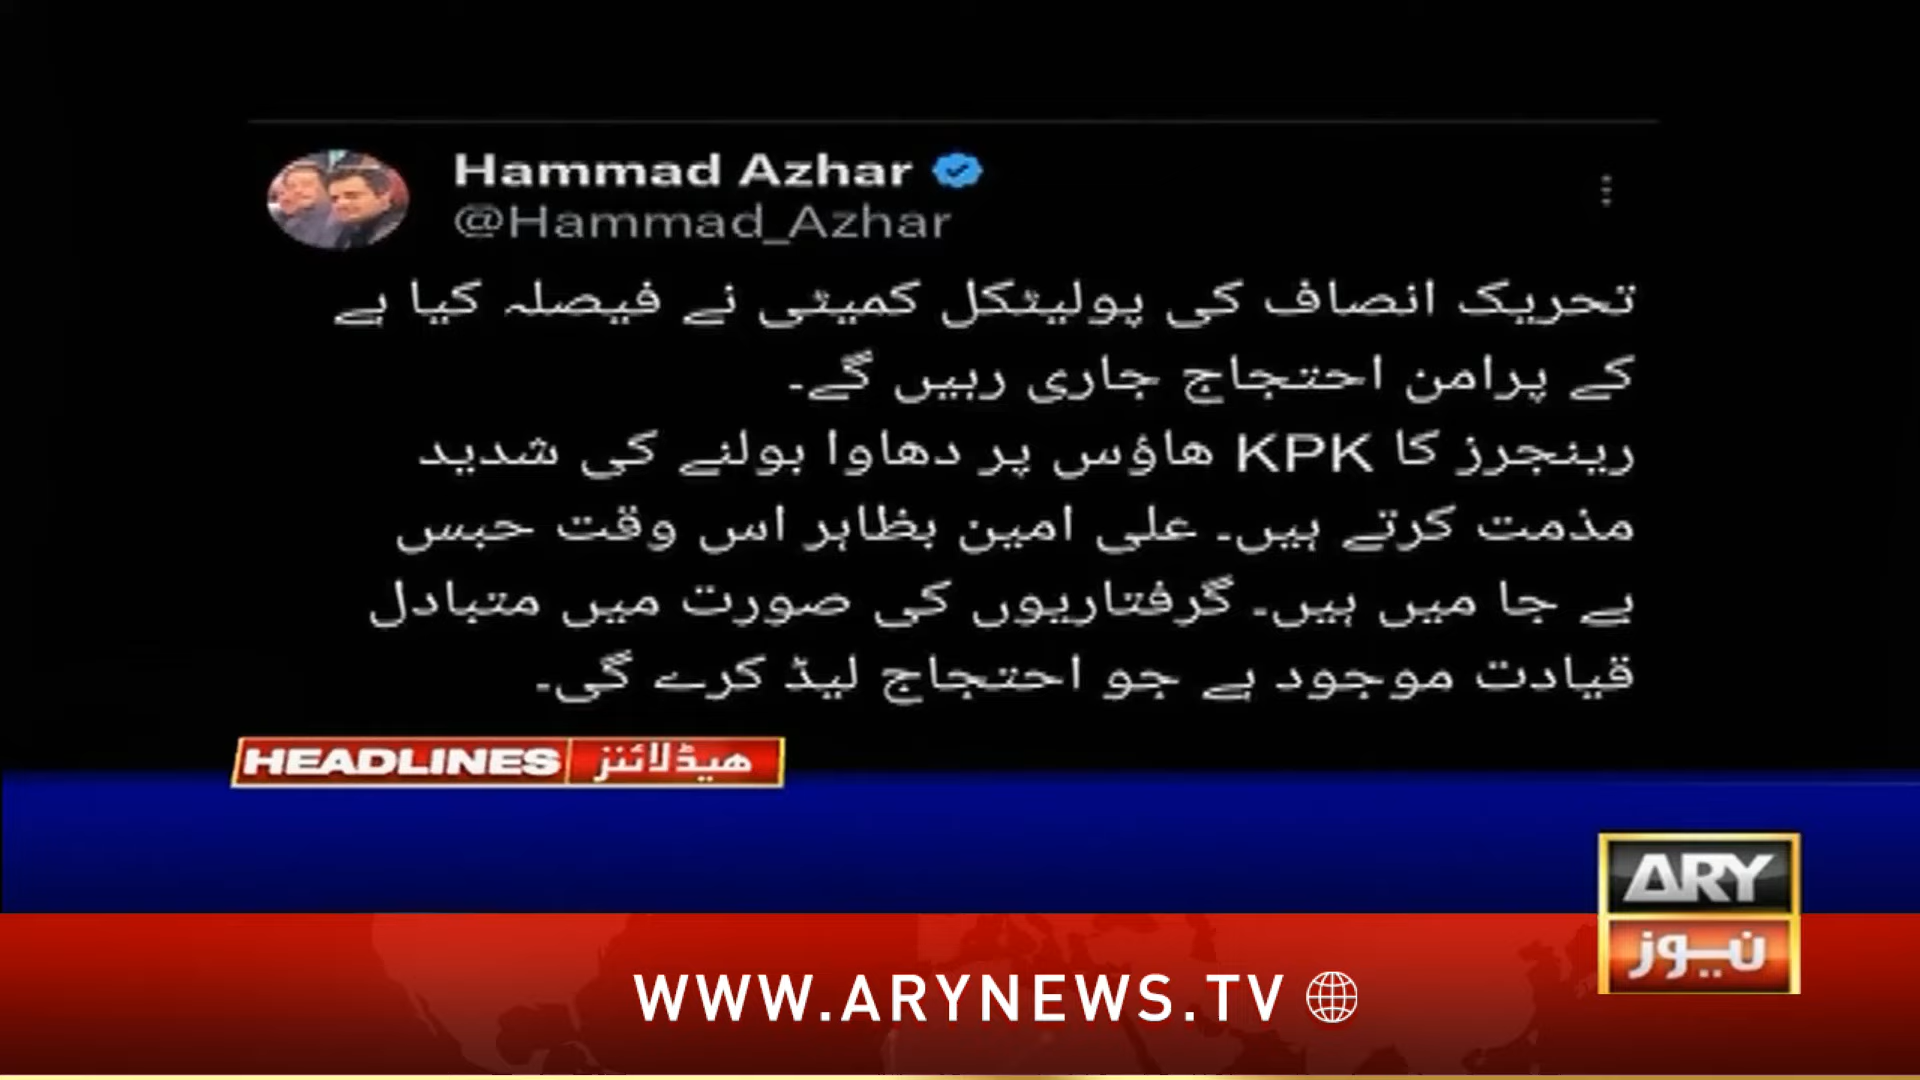 Hammad Azhar
@Hammad_Azhar
تحریک انصاف کی پولیٹکل کمیٹی نے فیصلہ کیا ہے
کے پرامن احتجاج جاری رہیں گے۔
رینجرز کا KPK ھاؤس پر دھاوا بولنے کی شدید
مذمت کرتے ہیں۔ علی امین بظاہر اس وقت حبس
بے جا میں ہیں۔ گرفتاریوں کی صورت میں متبادل
قیادت موجود ہے جو احتجاج لیڈ کرے گی۔
HEADLINES ھیڈلائنز
ARY
نیوز
WWW.ARYNEWS.TV